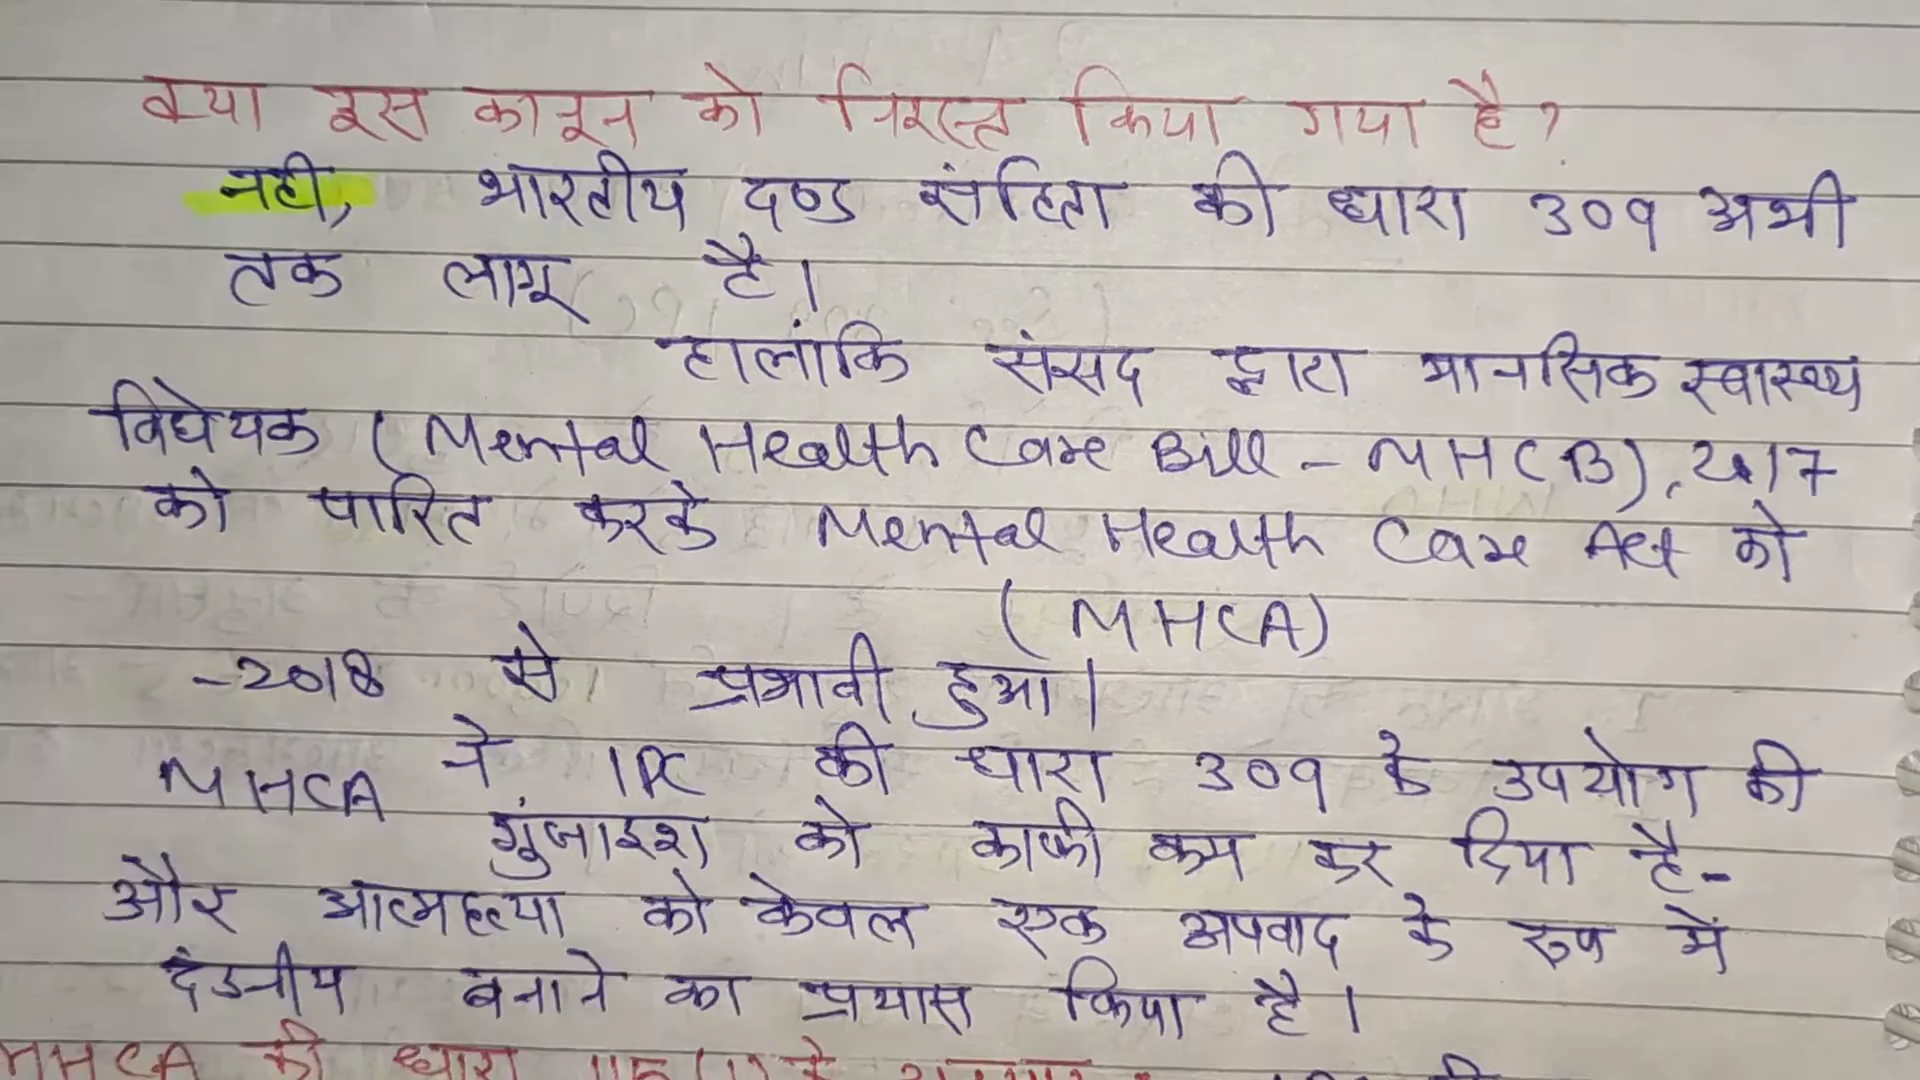 क्या इस कानून को निरस्त किया गया है?
नही, भारतीय दण्ड संहिता की धारा 309 अभी
तक लागू है।
हालांकि संसद द्वारा मानसिक स्वास्थ्य
विधेयक (Mental Health Care Bill - MHCB), 2017
को पारित करके Mental Health Care Act को
(MHCA)
-2018 से प्रभावी हुआ।
MHCA ने IPC की धारा 309 के उपयोग की
गुंजाइश को काफी कम कर दिया है-
और आत्महत्या को केवल एक अपवाद के रूप में
दंडनीय बनाने का प्रयास किया है।
MHCA की धारा 115(1) के